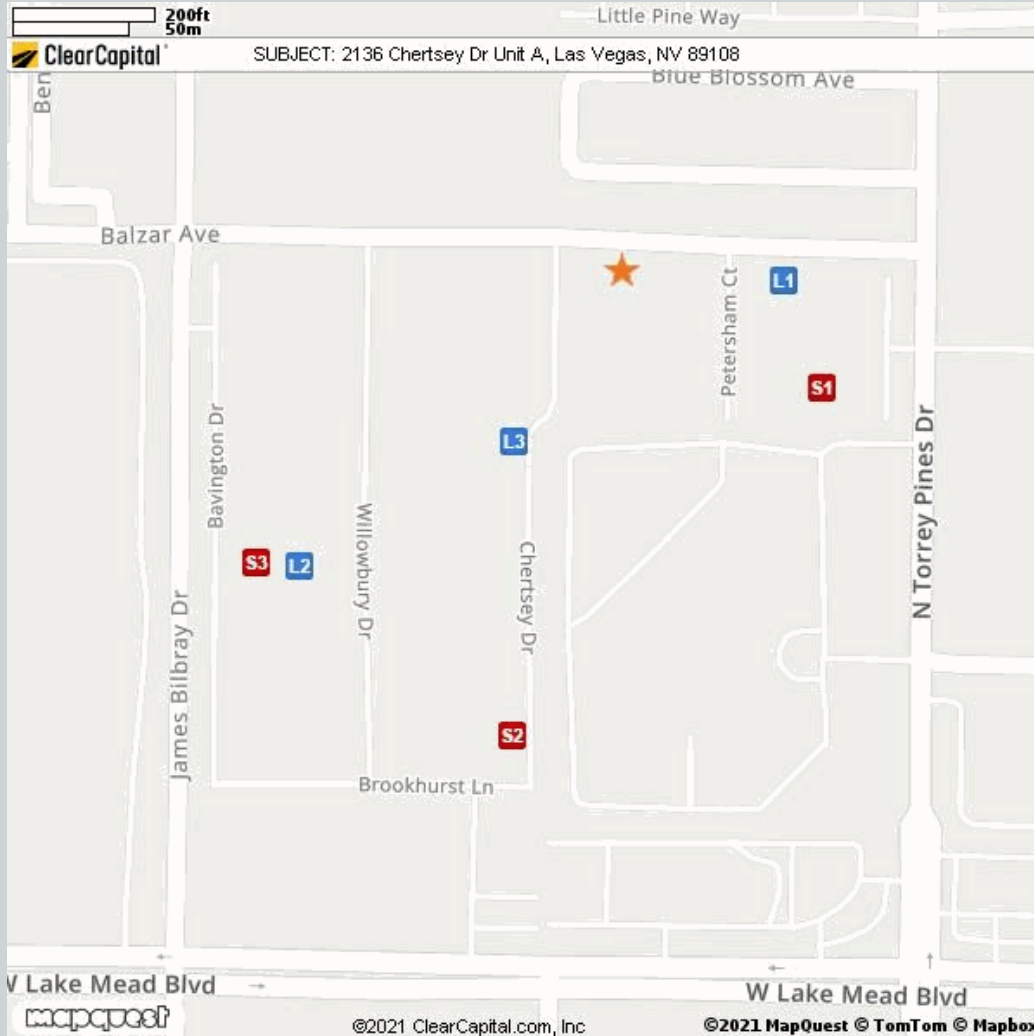 200ft
50m
Little Pine Way
ClearCapital
SUBJECT: 2136 Chertsey Dr Unit A, Las Vegas, NV 89108
Ben
Blue Blossom Ave
Balzar Ave
L1
Petersham Ct
S1
Bavington Dr
L3
N Torrey Pines Dr
Willowbury Dr
Chertsey Dr
S3
L2
James Bilbray Dr
S2
Brookhurst Ln
W Lake Mead Blvd
W Lake Mead Blvd
mapquest
©2021 ClearCapital.com, Inc
©2021 MapQuest © TomTom © Mapbox